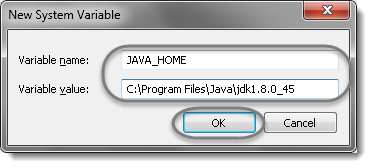 New System Variable
Variable name: JAVA_HOME
Variable value: C:\Program Files\Java\jdk1.8.0_45
OK Cancel